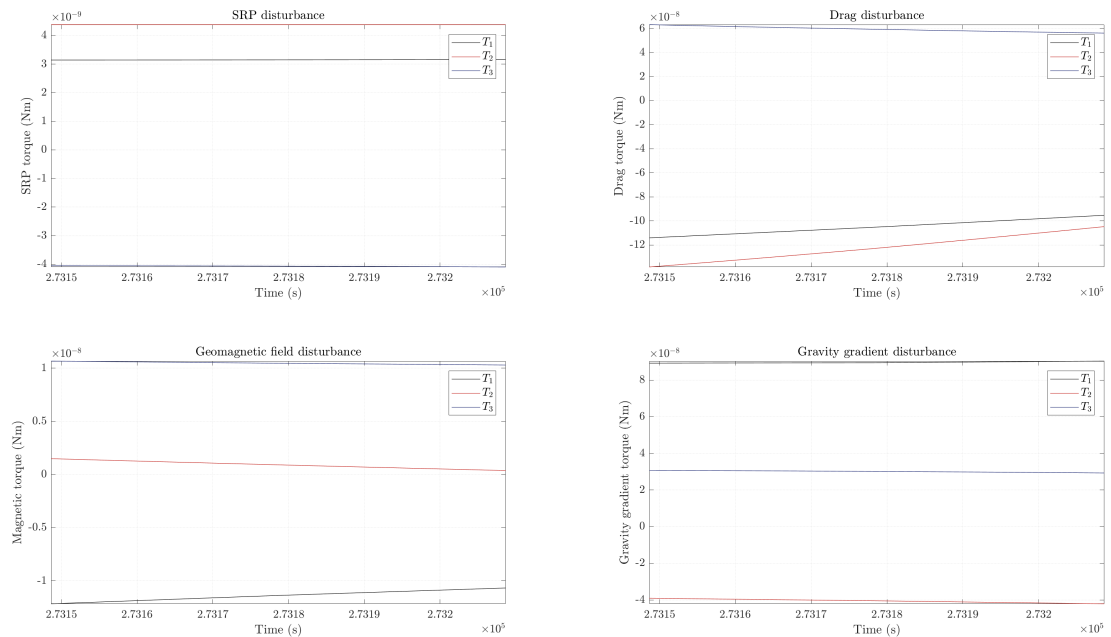 SRP disturbance
×10⁻⁹
4
3
2
1
0
-1
-2
-3
-4
SRP torque (Nm)
T₁
T₂
T₃
2.7315 2.7316 2.7317 2.7318 2.7319 2.732
Time (s)
×10⁵
Drag disturbance
×10⁻⁸
6
4
2
0
-2
-4
-6
-8
-10
-12
Drag torque (Nm)
T₁
T₂
T₃
2.7315 2.7316 2.7317 2.7318 2.7319 2.732
Time (s)
×10⁵
Geomagnetic field disturbance
×10⁻⁸
1
0.5
0
-0.5
-1
Magnetic torque (Nm)
T₁
T₂
T₃
2.7315 2.7316 2.7317 2.7318 2.7319 2.732
Time (s)
×10⁵
Gravity gradient disturbance
×10⁻⁸
8
6
4
2
0
-2
-4
Gravity gradient torque (Nm)
T₁
T₂
T₃
2.7315 2.7316 2.7317 2.7318 2.7319 2.732
Time (s)
×10⁵